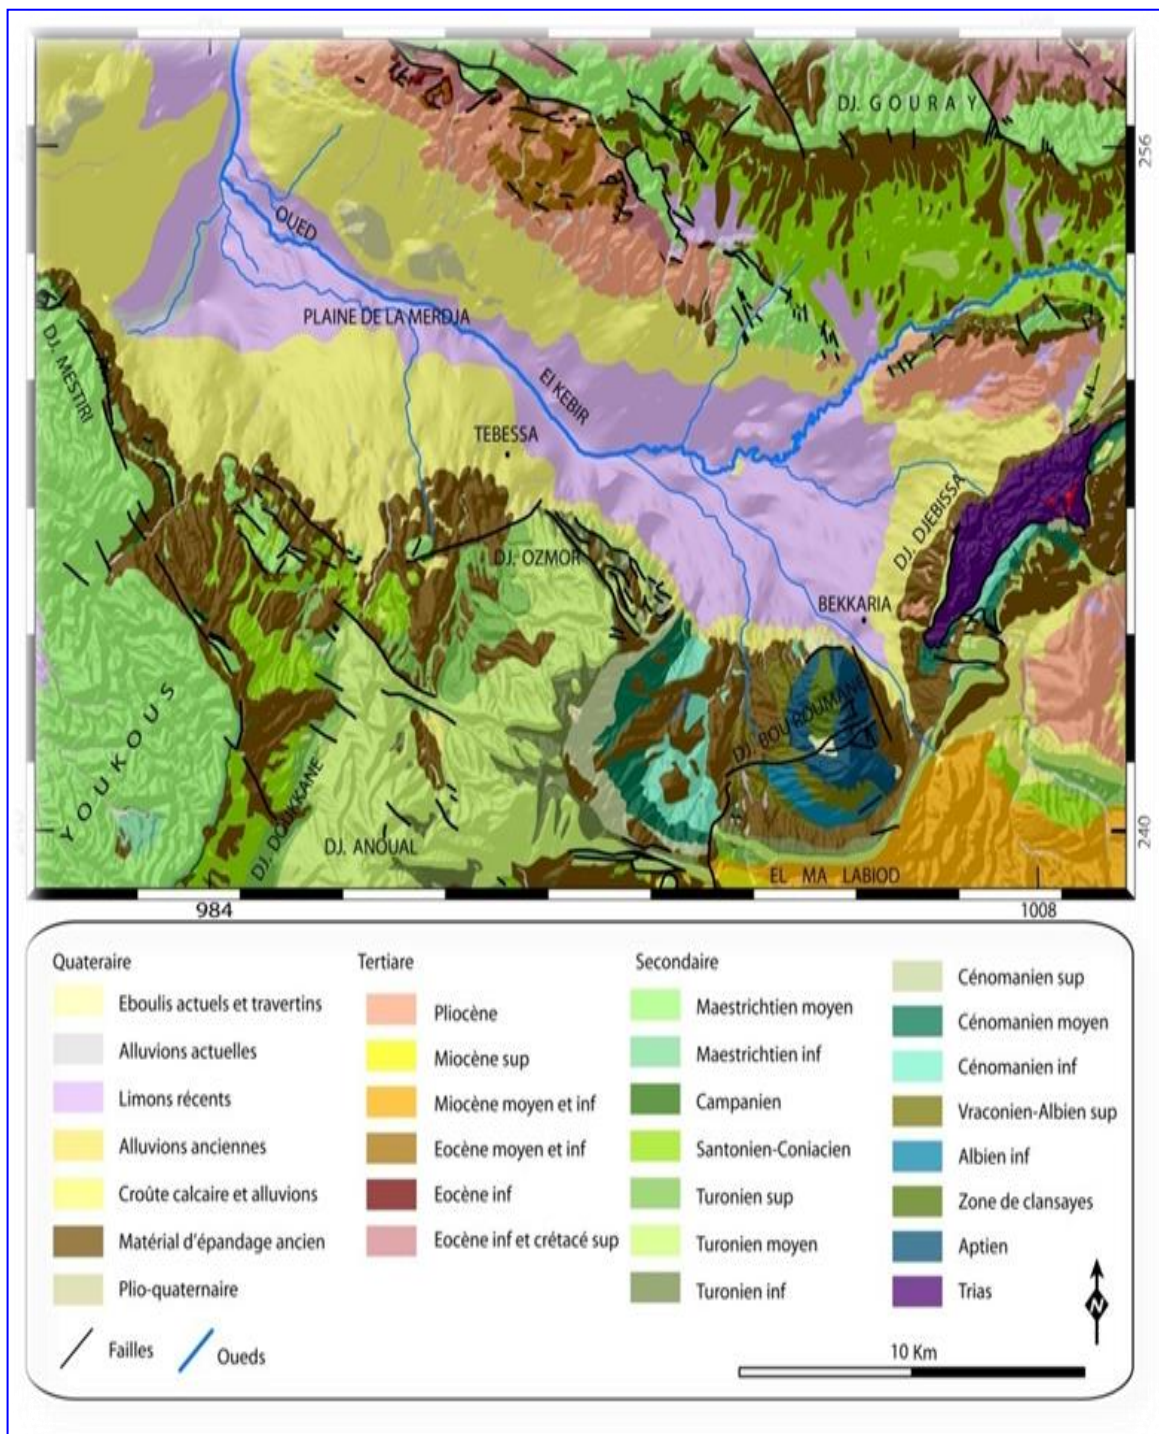 DJ. GOURAY
256
OUED
PLAINE DE LA MERDJA
DJ. MESTIRI
El KEBIR
TEBESSA
DJ. DJEBISSA
DJ. OZMOR
BEKKARIA
YOUKOUS
DJ. BOU ROUMANE
DJ. DOUKKANE
DJ. ANOUAL
EL MA LABIOD
240
984
1008
Quateraire
Eboulis actuels et travertins
Alluvions actuelles
Limons récents
Alluvions anciennes
Croûte calcaire et alluvions
Matérial d'épandage ancien
Plio-quaternaire
Failles
Oueds
Tertiare
Pliocène
Miocène sup
Miocène moyen et inf
Eocène moyen et inf
Eocène inf
Eocène inf et crétacé sup
Secondaire
Maestrichtien moyen
Maestrichtien inf
Campanien
Santonien-Coniacien
Turonien sup
Turonien moyen
Turonien inf
Cénomanien sup
Cénomanien moyen
Cénomanien inf
Vraconien-Albien sup
Albien inf
Zone de clansayes
Aptien
Trias
N
10 Km